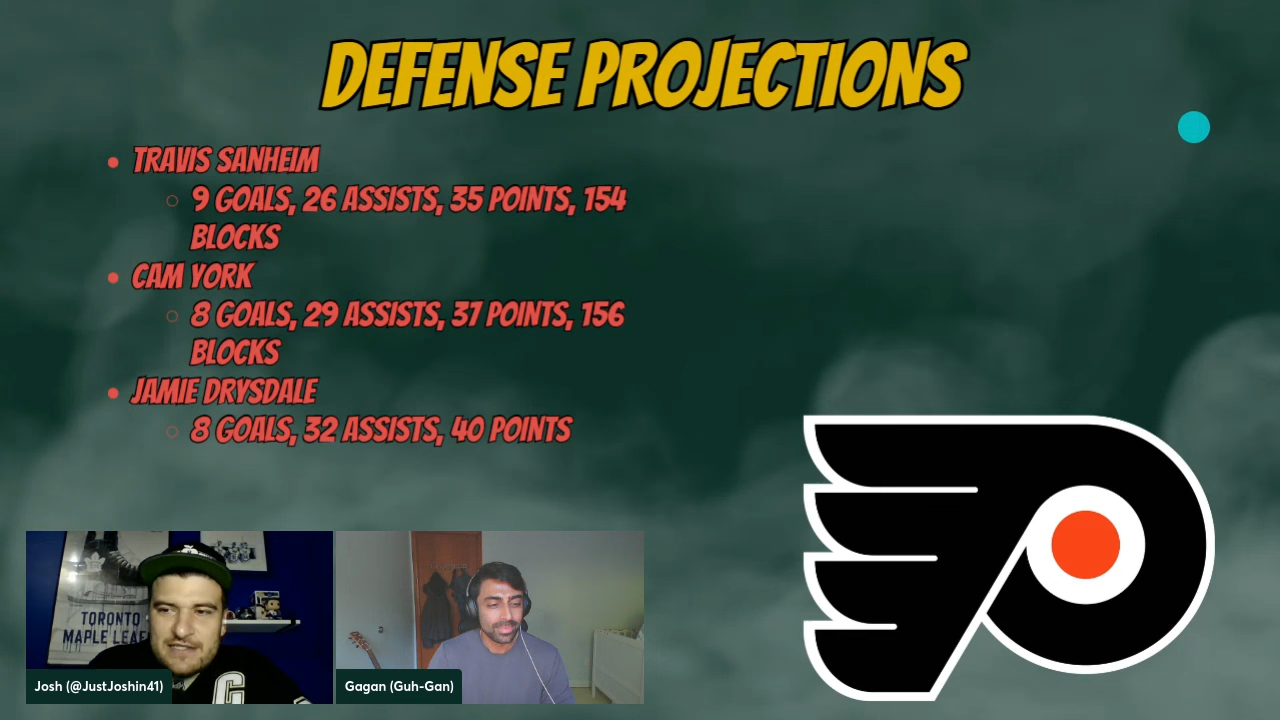 DEFENSE PROJECTIONS
TRAVIS SANHEIM
9 GOALS, 26 ASSISTS, 35 POINTS, 154
BLOCKS
CAM YORK
8 GOALS, 29 ASSISTS, 37 POINTS, 156
BLOCKS
JAMIE DRYSDALE
8 GOALS, 32 ASSISTS, 40 POINTS
TORONTO
MAPLE LEAF
Josh (@JustJoshin41)
Gagan (Guh-Gan)